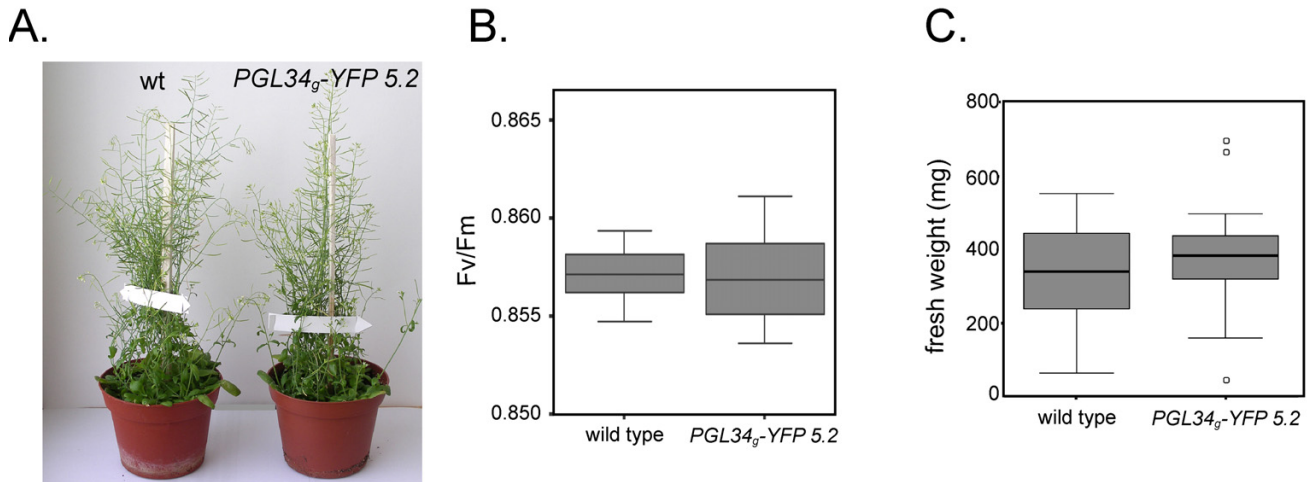 A.
wt PGL34g-YFP 5.2
B.
Fv/Fm
0.865
0.860
0.855
0.850
wild type PGL34g-YFP 5.2
C.
fresh weight (mg)
800
600
400
200
0
wild type PGL34g-YFP 5.2